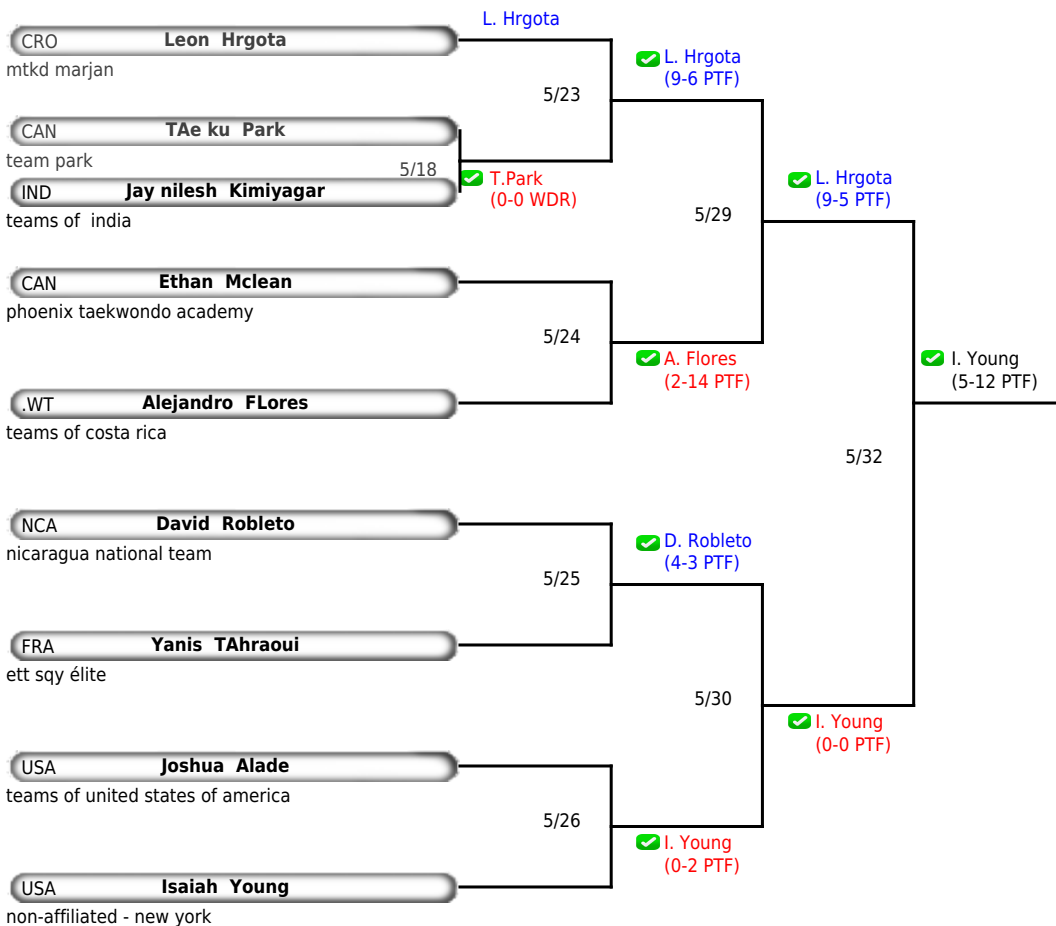 L. Hrgota
CRO Leon Hrgota
mtkd marjan
L. Hrgota
(9-6 PTF)
5/23
CAN TAe ku Park
team park
5/18
T.Park
(0-0 WDR)
IND Jay nilesh Kimiyagar
teams of india
L. Hrgota
(9-5 PTF)
5/29
CAN Ethan Mclean
phoenix taekwondo academy
5/24
A. Flores
(2-14 PTF)
I. Young
(5-12 PTF)
.WT Alejandro FLores
teams of costa rica
5/32
NCA David Robleto
nicaragua national team
D. Robleto
(4-3 PTF)
5/25
FRA Yanis TAhraoui
ett sqy élite
5/30
I. Young
(0-0 PTF)
USA Joshua Alade
teams of united states of america
5/26
I. Young
(0-2 PTF)
USA Isaiah Young
non-affiliated - new york